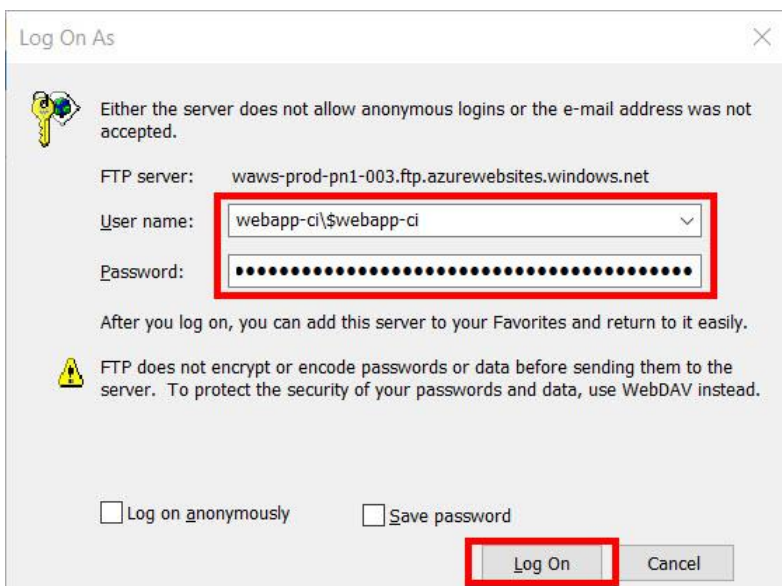 Log On As
Either the server does not allow anonymous logins or the e-mail address was not
accepted.
FTP server: waws-prod-pn1-003.ftp.azurewebsites.windows.net
User name: webapp-ci\$webapp-ci
Password: ●●●●●●●●●●●●●●●●●●●●●●●●●●●●●●●●●●●●●●●●●●
After you log on, you can add this server to your Favorites and return to it easily.
FTP does not encrypt or encode passwords or data before sending them to the
server. To protect the security of your passwords and data, use WebDAV instead.
Log on anonymously Save password
Log On Cancel